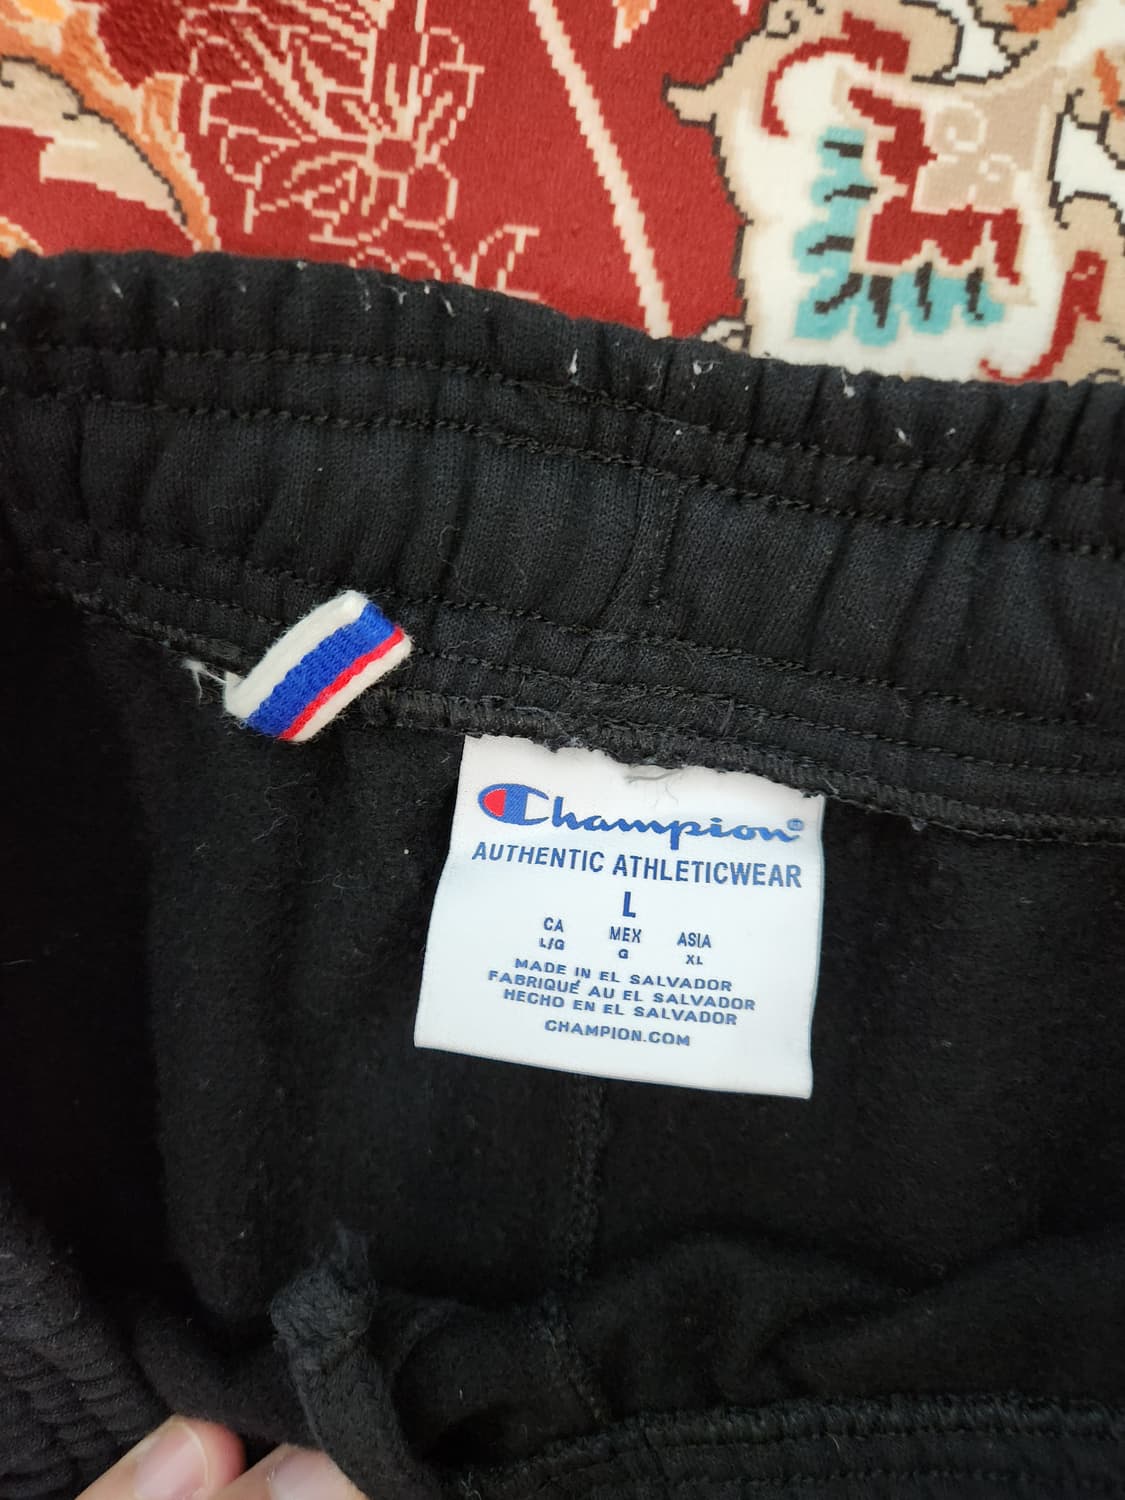 Champion®
AUTHENTIC ATHLETICWEAR
L
CA MEX ASIA
L/G G XL
MADE IN EL SALVADOR
FABRIQUÉ AU EL SALVADOR
HECHO EN EL SALVADOR
CHAMPION.COM